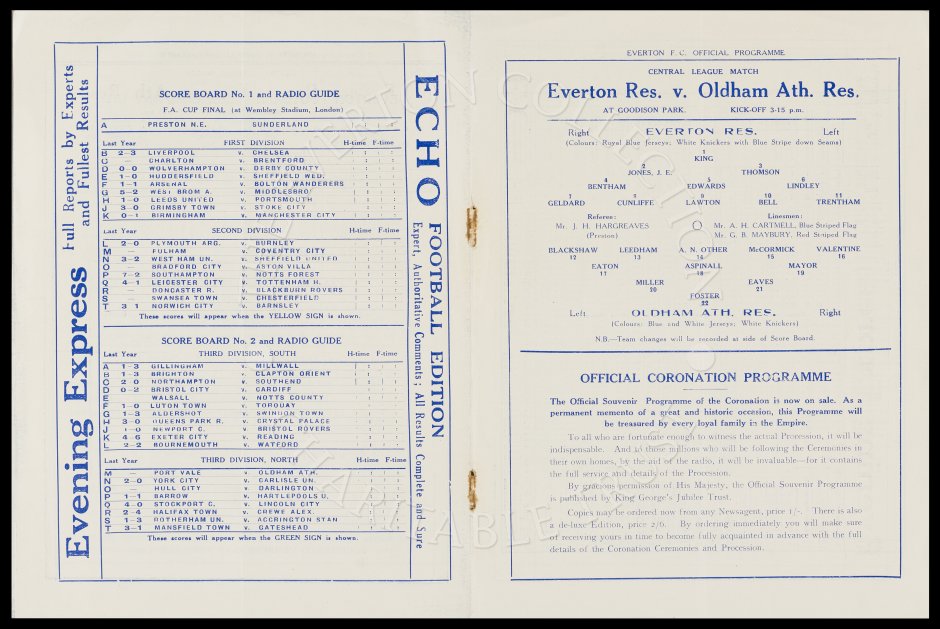 Full Reports by Experts
and Fullest Results
Evening Express
SCORE BOARD No. 1 and RADIO GUIDE
F.A. CUP FINAL (at Wembley Stadium, London)
A PRESTON N.E. SUNDERLAND
Last Year FIRST DIVISION H-time F-time
B 2–3 LIVERPOOL v. CHELSEA
C — CHARLTON v. BRENTFORD
D 0–0 WOLVERHAMPTON v. DERBY COUNTY
E 1–0 HUDDERSFIELD v. SHEFFIELD WED.
F 1–1 ARSENAL v. BOLTON WANDERERS
G 5–2 WEST BROM A. v. MIDDLESBRO'
H 1–0 LEEDS UNITED v. PORTSMOUTH
J 3–0 GRIMSBY TOWN v. STOKE CITY
K 0–1 BIRMINGHAM v. MANCHESTER CITY
Last Year SECOND DIVISION H-time F-time
L 2–0 PLYMOUTH ARG. v. BURNLEY
M — FULHAM v. COVENTRY CITY
N 3–2 WEST HAM UN. v. SHEFFIELD UNITED
O — BRADFORD CITY v. ASTON VILLA
P 7–2 SOUTHAMPTON v. NOTTS FOREST
Q 4–1 LEICESTER CITY v. TOTTENHAM H.
R — DONCASTER R. v. BLACKBURN ROVERS
S — SWANSEA TOWN v. CHESTERFIELD
T 3 1 NORWICH CITY v. BARNSLEY
These scores will appear when the YELLOW SIGN is shown.
SCORE BOARD No. 2 and RADIO GUIDE
Last Year THIRD DIVISION, SOUTH H-time F-time
A 1–3 GILLINGHAM v. MILLWALL
B 1–3 BRIGHTON v. CLAPTON ORIENT
C 2 0 NORTHAMPTON v. SOUTHEND
D 0–2 BRISTOL CITY v. CARDIFF
E WALSALL v. NOTTS COUNTY
F 1–0 LUTON TOWN v. TORQUAY
G 1–3 ALDERSHOT v. SWINDON TOWN
H 3–0 QUEENS PARK R. v. CRYSTAL PALACE
J 1–0 NEWPORT C. v. BRISTOL ROVERS
K 4–6 EXETER CITY v. READING
L 2–2 BOURNEMOUTH v. WATFORD
Last Year THIRD DIVISION, NORTH H-time F-time
M — PORT VALE v. OLDHAM ATH.
N 2–0 YORK CITY v. CARLISLE UN.
O HULL CITY v. DARLINGTON
P 1–1 BARROW v. HARTLEPOOLS U.
Q 4–0 STOCKPORT C. v. LINCOLN CITY
R 2–4 HALIFAX TOWN v. CREWE ALEX.
S 1–3 ROTHERHAM UN. v. ACCRINGTON STAN
T 3–1 MANSFIELD TOWN v. GATESHEAD
These scores will appear when the GREEN SIGN is shown.
ECHO FOOTBALL EDITION
Expert, Authoritative Comments; All Results Complete and Sure
EVERTON F.C. OFFICIAL PROGRAMME
CENTRAL LEAGUE MATCH
Everton Res. v. Oldham Ath. Res.
AT GOODISON PARK. KICK-OFF 3-15 p.m.
Right EVERTON RES. Left
(Colours: Royal Blue Jerseys; White Knickers with Blue Stripe down Seams)
1
KING
2 3
JONES, J. E. THOMSON
4 5 6
BENTHAM EDWARDS LINDLEY
7 8 9 10 11
GELDARD CUNLIFFE LAWTON BELL TRENTHAM
Referee: Linesmen:
Mr. J. H. HARGREAVES Mr. A. H. CARTMELL, Blue Striped Flag
(Preston) Mr. G. B. MAYBURY, Red Striped Flag
BLACKSHAW LEEDHAM A. N. OTHER McCORMICK VALENTINE
12 13 14 15 16
EATON ASPINALL MAYOR
17 18 19
MILLER EAVES
20 21
FOSTER
22
Left OLDHAM ATH. RES. Right
(Colours: Blue and White Jerseys; White Knickers)
N.B.—Team changes will be recorded at side of Score Board.
OFFICIAL CORONATION PROGRAMME
The Official Souvenir Programme of the Coronation is now on sale. As a
permanent memento of a great and historic occasion, this Programme will
be treasured by every loyal family in the Empire.
To all who are fortunate enough to witness the actual Procession, it will be
indispensable. And to those millions who will be following the Ceremonies in
their own homes, by the aid of the radio, it will be invaluable—for it contains
the full service and details of the Procession.
By gracious permission of His Majesty, the Official Souvenir Programme
is published by King George's Jubilee Trust.
Copies may be ordered now from any Newsagent, price 1/-. There is also
a de-luxe Edition, price 2/6. By ordering immediately you will make sure
of receiving yours in time to become fully acquainted in advance with the full
details of the Coronation Ceremonies and Procession.
EVERTON COLLECTION
CHARITABLE